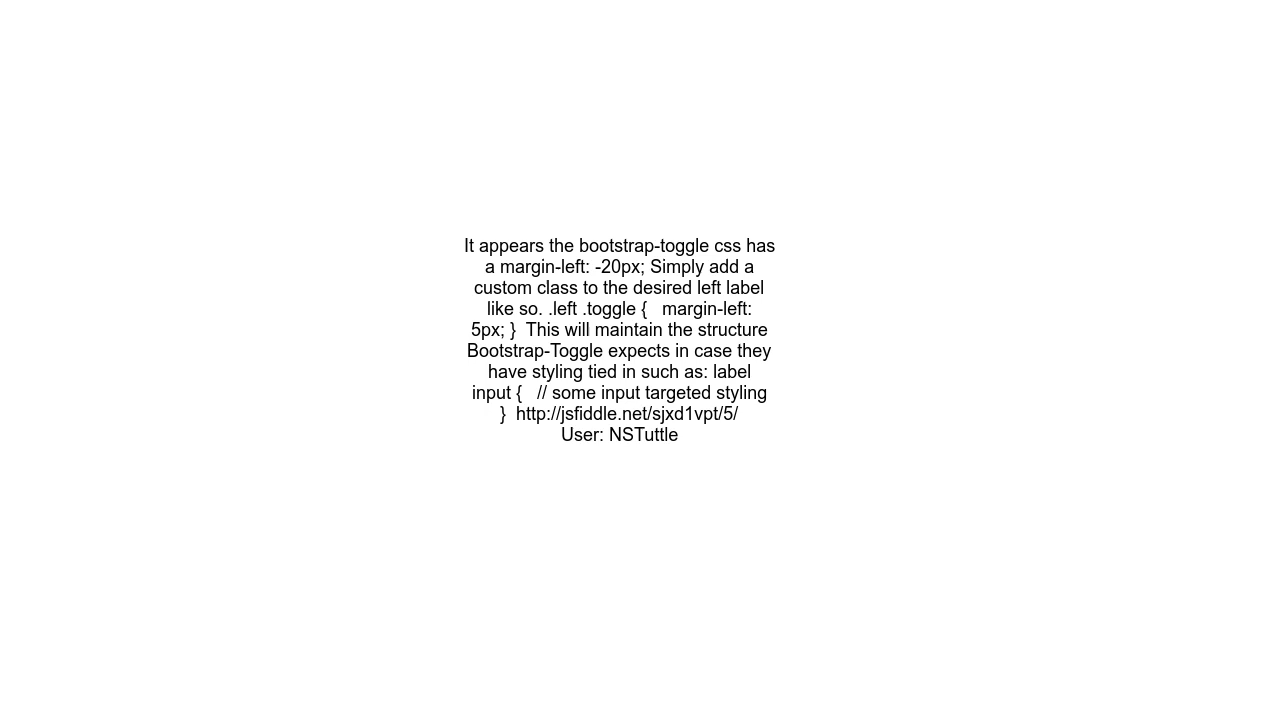 It appears the bootstrap-toggle css has
a margin-left: -20px; Simply add a
custom class to the desired left label
like so. .left .toggle {   margin-left:
5px; }  This will maintain the structure
Bootstrap-Toggle expects in case they
have styling tied in such as: label
input {   // some input targeted styling
}  http://jsfiddle.net/sjxd1vpt/5/
User: NSTuttle